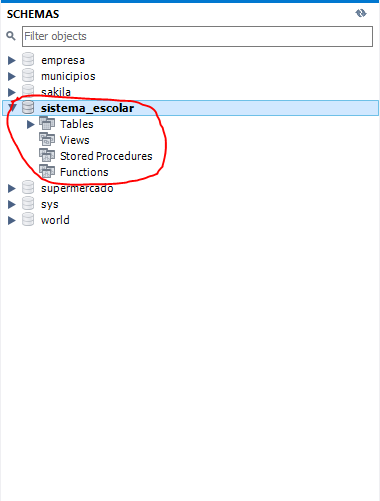 SCHEMAS
Filter objects
empresa
municipios
sakila
sistema_escolar
Tables
Views
Stored Procedures
Functions
supermercado
sys
world